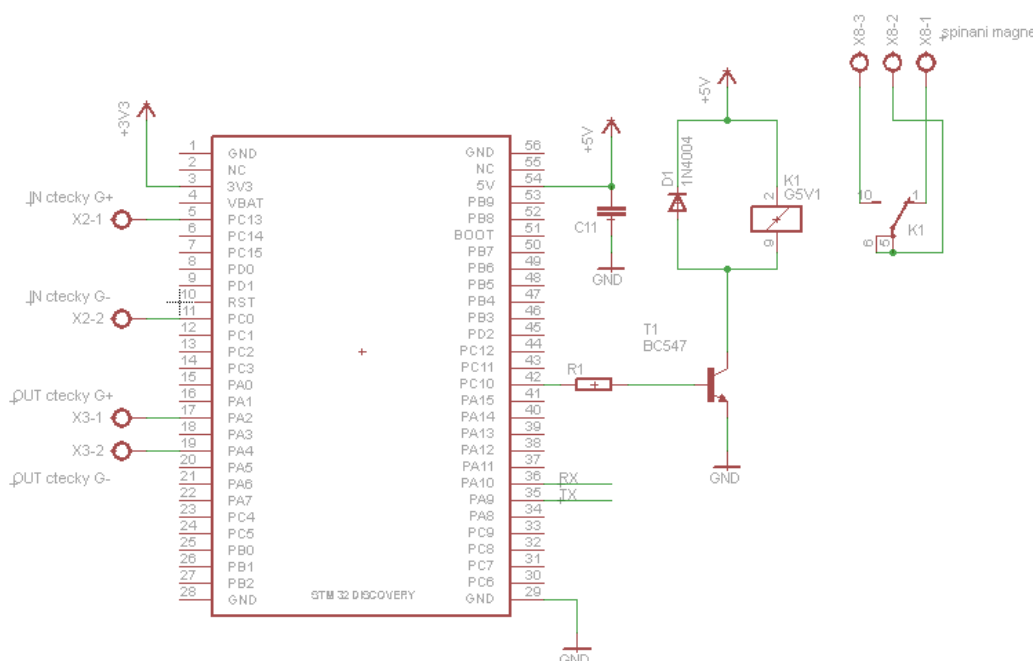 X8-3
X8-2
X8-1
spinani magne
+3V3
+5V
+5V
IN ctecky G+
X2-1
IN ctecky G-
X2-2
OUT ctecky G+
X3-1
X3-2
OUT ctecky G-
1 GND
2 NC
3 3V3
4 VBAT
5 PC13
6 PC14
7 PC15
8 PD0
9 PD1
10 RST
11 PC0
12 PC1
13 PC2
14 PC3
15 PA0
16 PA1
17 PA2
18 PA3
19 PA4
20 PA5
21 PA6
22 PA7
23 PC4
24 PC5
25 PB0
26 PB1
27 PB2
28 GND
GND 56
NC 55
5V 54
PB9 53
PB8 52
BOOT 51
PB7 50
PB6 49
PB5 48
PB4 47
PB3 46
PD2 45
PC12 44
PC11 43
PC10 42
PA15 41
PA14 40
PA13 39
PA12 38
PA11 37
PA10 36
PA9 35
PA8 34
PC9 33
PC8 32
PC7 31
PC6 30
GND 29
STM 32 DISCOVERY
C11
GND
D1
1N4004
2
K1
G5V1
9
10
1
K1
6
5
T1
BC547
R1
GND
RX
TX
GND